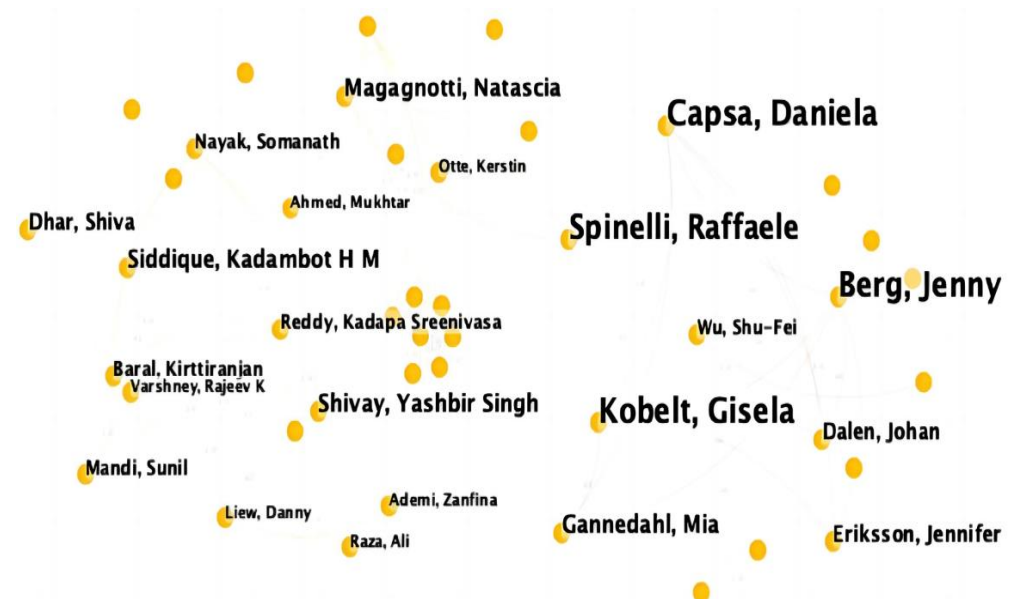 Magagnotti, Natascia
Capsa, Daniela
Nayak, Somanath
Otte, Kerstin
Ahmed, Mukhtar
Dhar, Shiva
Spinelli, Raffaele
Siddique, Kadambot H M
Berg, Jenny
Reddy, Kadapa Sreenivasa
Wu, Shu-Fei
Baral, Kirttiranjan
Varshney, Rajeev K
Shivay, Yashbir Singh
Kobelt, Gisela
Dalen, Johan
Mandi, Sunil
Ademi, Zanfina
Liew, Danny
Gannedahl, Mia
Eriksson, Jennifer
Raza, Ali